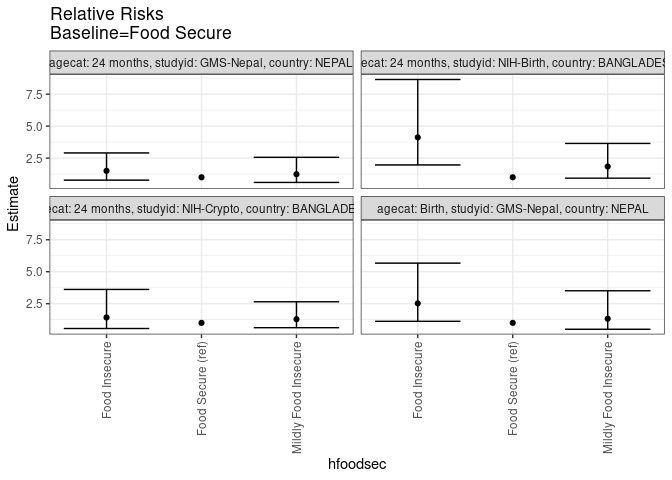 Relative Risks
Baseline=Food Secure
agecat: 24 months, studyid: GMS-Nepal, country: NEPAL
ecat: 24 months, studyid: NIH-Birth, country: BANGLADES
7.5
5.0
2.5
ecat: 24 months, studyid: NIH-Crypto, country: BANGLADE
agecat: Birth, studyid: GMS-Nepal, country: NEPAL
7.5
5.0
2.5
Estimate
Food Insecure
Food Secure (ref)
Mildly Food Insecure
Food Insecure
Food Secure (ref)
Mildly Food Insecure
hfoodsec